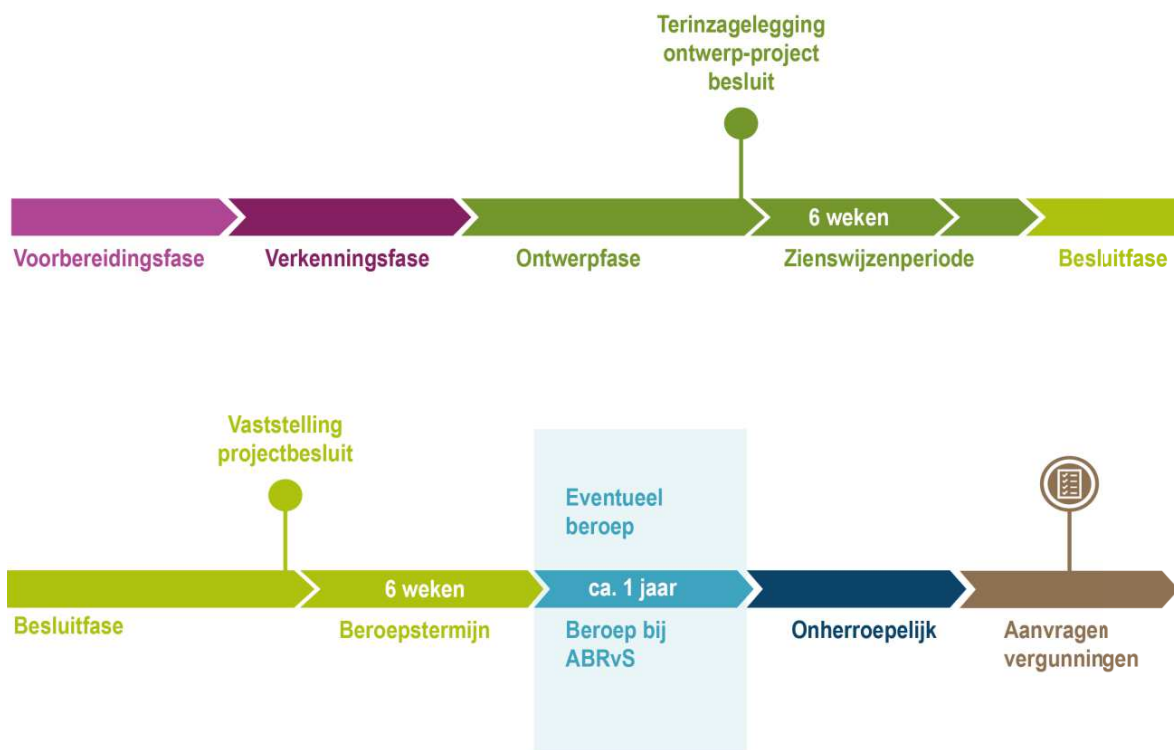 Terinzagelegging
ontwerp-project
besluit
6 weken
Voorbereidingsfase
Verkenningsfase
Ontwerpfase
Zienswijzenperiode
Besluitfase
Vaststelling
projectbesluit
Eventueel
beroep
6 weken
ca. 1 jaar
Besluitfase
Beroepstermijn
Beroep bij
ABRvS
Onherroepelijk
Aanvragen
vergunningen